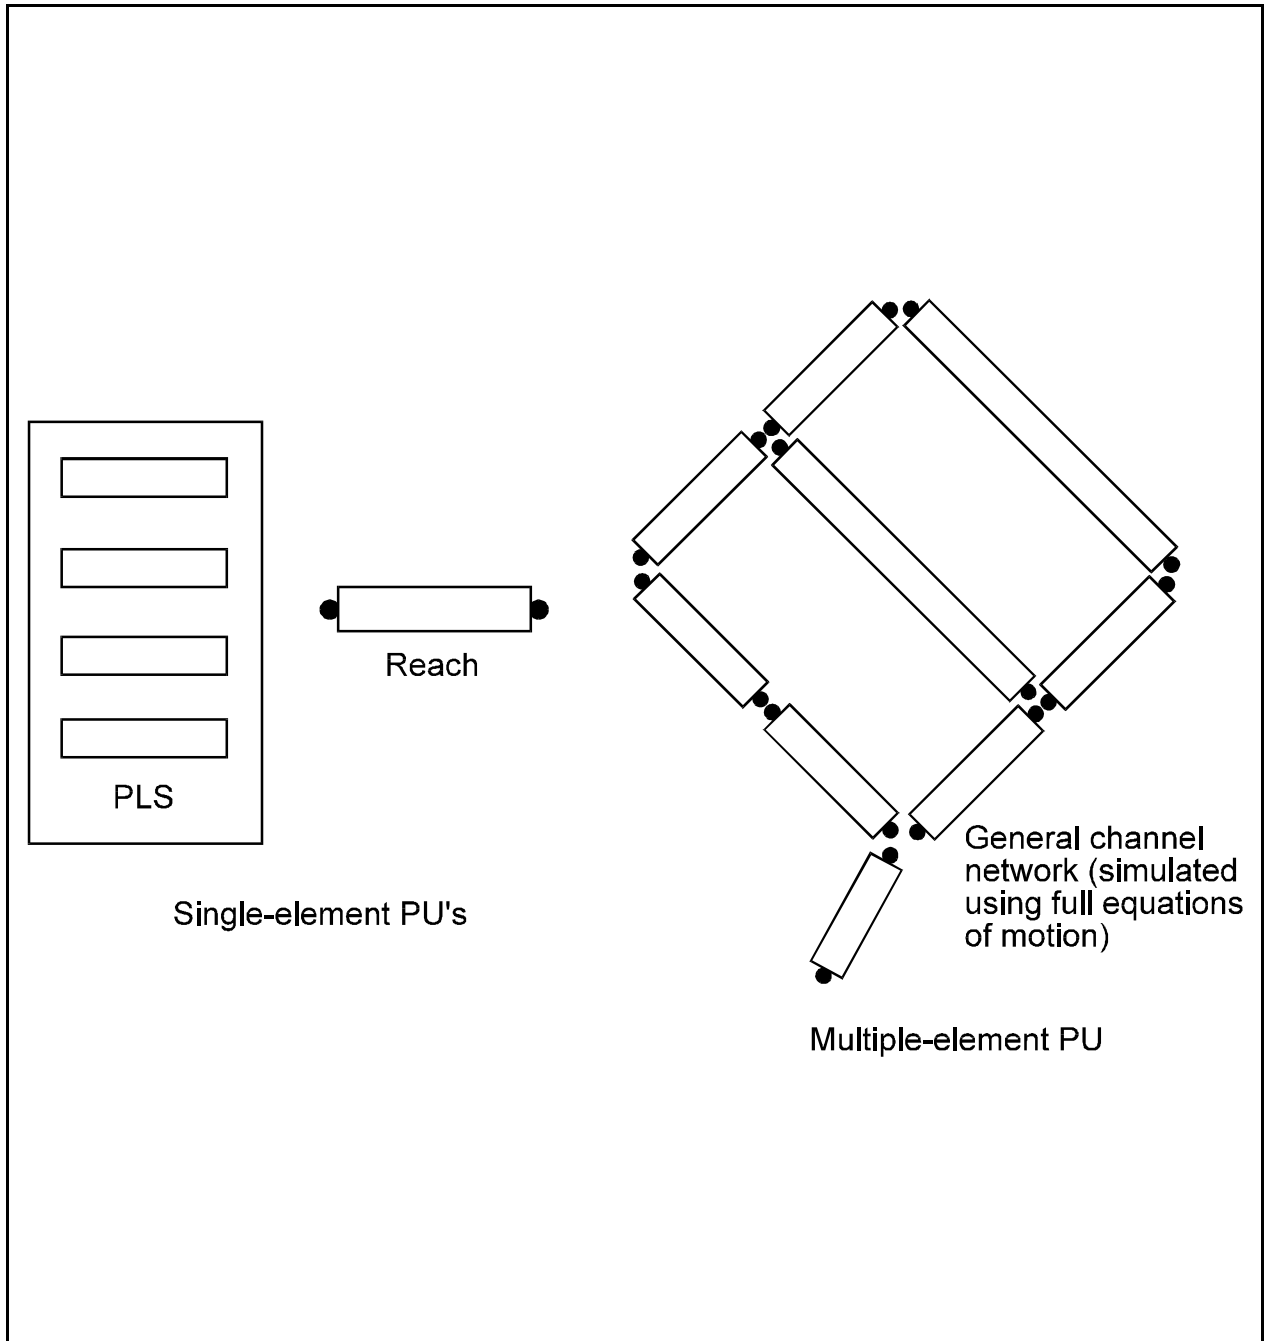 Reach
PLS
Single-element PU's
General channel
network (simulated
using full equations
of motion)
Multiple-element PU